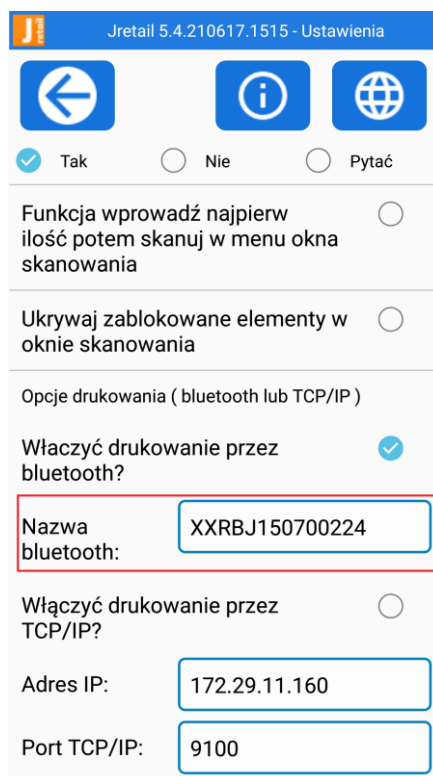 J
retail
Jretail 5.4.210617.1515 - Ustawienia
Tak
Nie
Pytać
Funkcja wprowadź najpierw
ilość potem skanuj w menu okna
skanowania
Ukrywaj zablokowane elementy w
oknie skanowania
Opcje drukowania ( bluetooth lub TCP/IP )
Właczyć drukowanie przez
bluetooth?
Nazwa
bluetooth:
XXRBJ150700224
Włączyć drukowanie przez
TCP/IP?
Adres IP:
172.29.11.160
Port TCP/IP:
9100